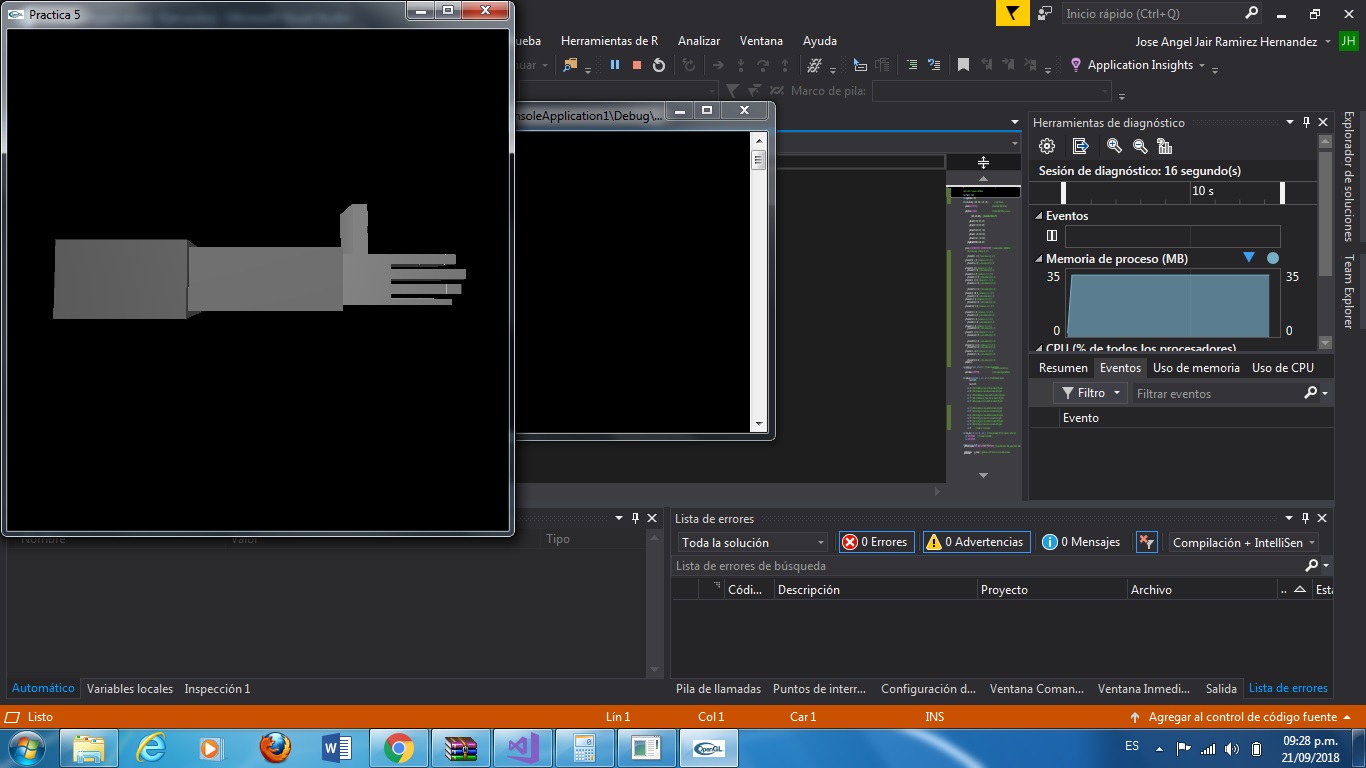 Practica 5
Inicio rápido (Ctrl+Q)
ueba Herramientas de R Analizar Ventana Ayuda
Jose Angel Jair Ramirez Hernandez JH
nuar
Application Insights
Marco de pila:
nsoleApplication1\Debug\...
Herramientas de diagnóstico
Sesión de diagnóstico: 16 segundo(s)
10 s
Eventos
Memoria de proceso (MB)
35 35
0 0
CPU (% de todos los procesadores)
Resumen Eventos Uso de memoria Uso de CPU
Filtro Filtrar eventos
Evento
Explorador de soluciones
Team Explorer
Nombre Valor Tipo
Automático Variables locales Inspección 1
Lista de errores
Toda la solución 0 Errores 0 Advertencias 0 Mensajes Compilación + IntelliSen
Lista de errores de búsqueda
Códi... Descripción Proyecto Archivo .. Esta
Pila de llamadas Puntos de interr... Configuración d... Ventana Coman... Ventana Inmedi... Salida Lista de errores
Listo Lín 1 Col 1 Car 1 INS Agregar al control de código fuente
OpenGL
ES
09:28 p.m.
21/09/2018